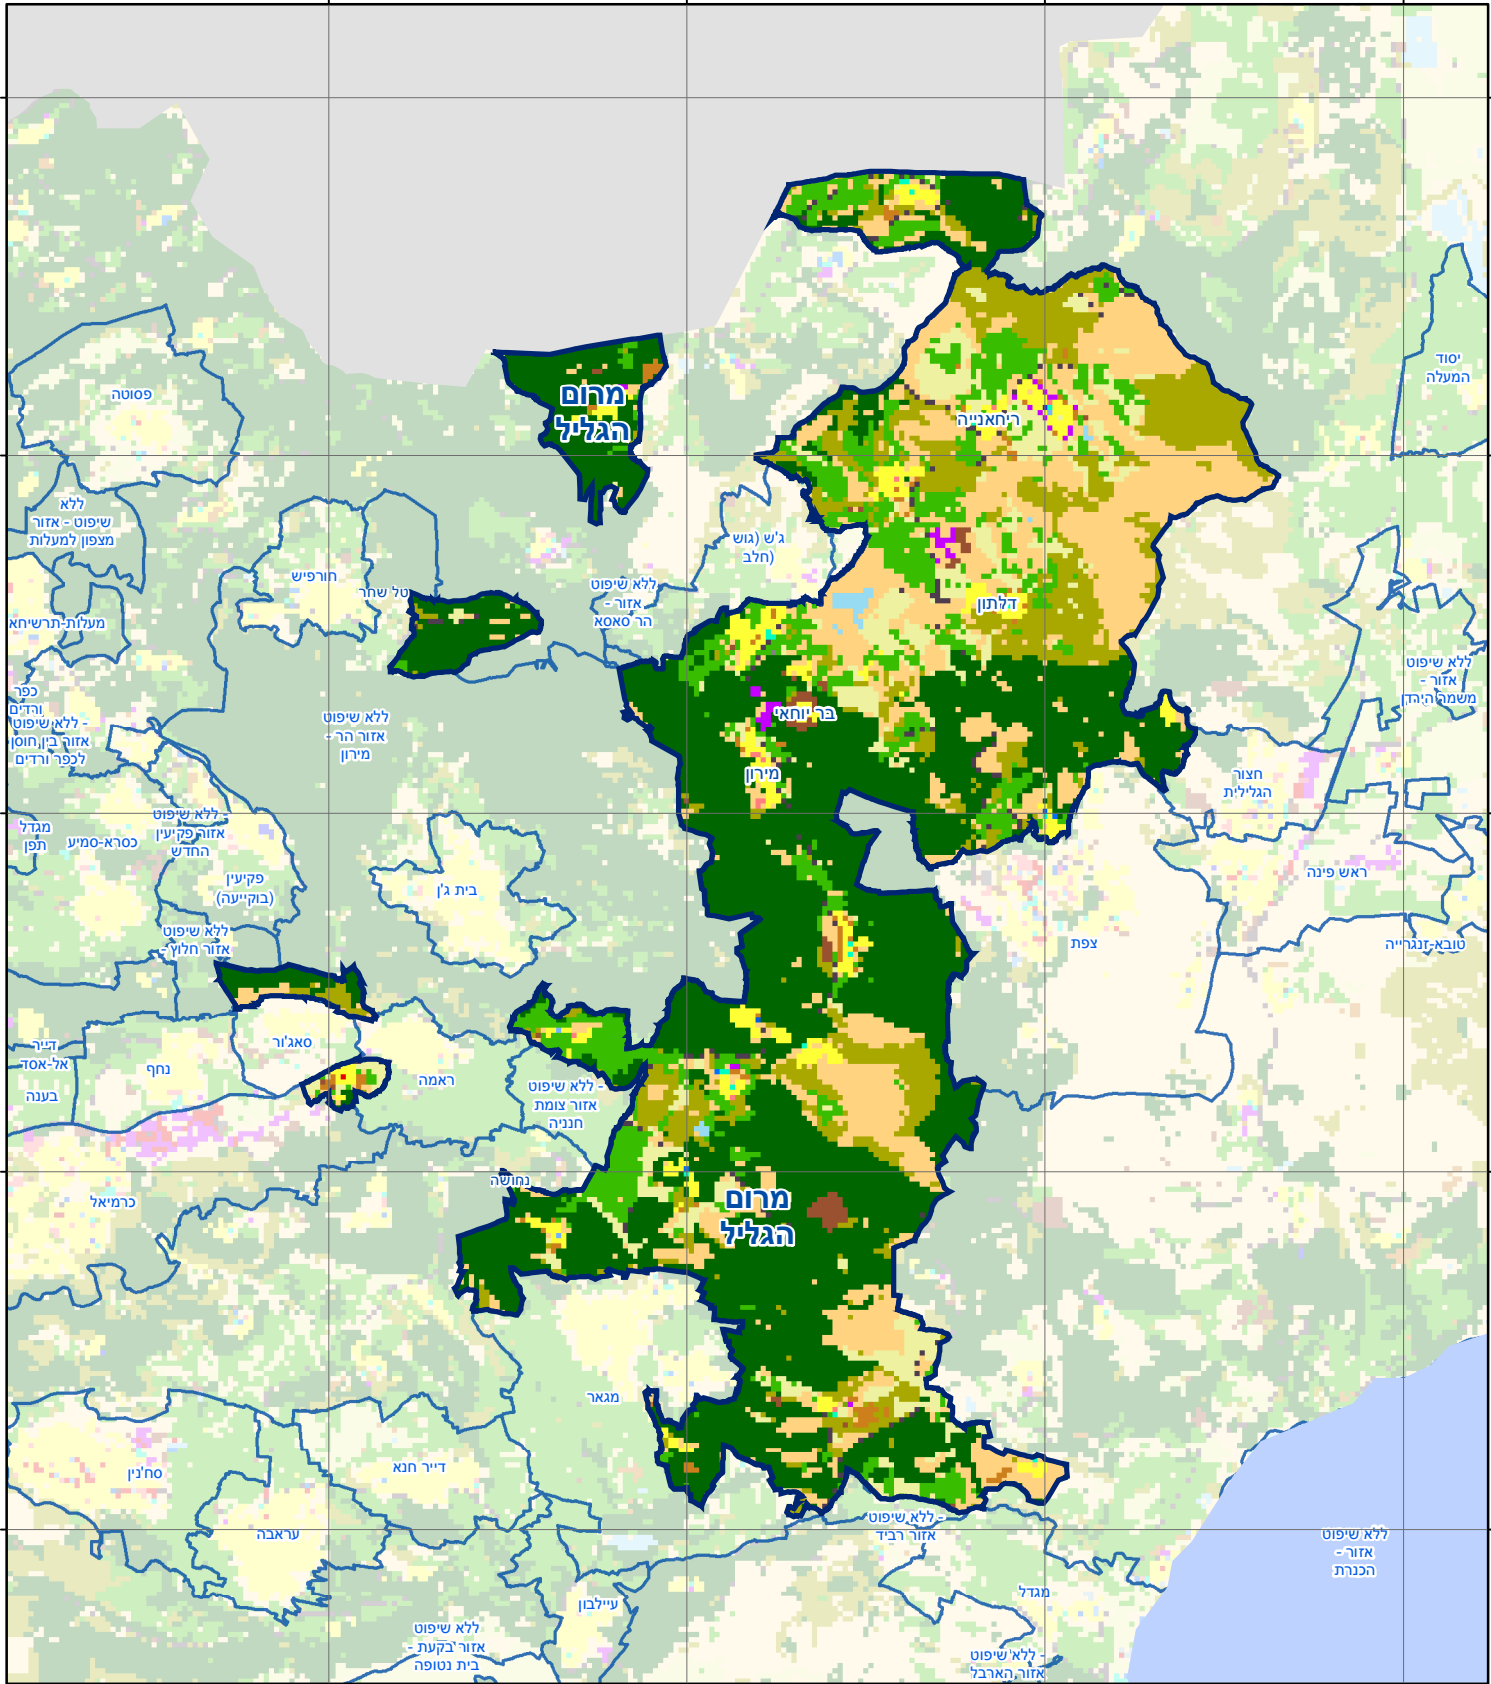 יסוד
המעלה
פסוטה
מרום
הגליל
ריחאנייה
ללא
שיפוט - אזור
מצפון למעלות
ג'ש (גוש
חלב)
חורפיש
טל שחר
ללא שיפוט
אזור -
הר סאסא
דלתון
מעלות-תרשיחא
ללא שיפוט
אזור -
משמר הירדן
כפר
ורדים
ללא שיפוט -
אזור בין חוסן
לכפר ורדים
ללא שיפוט
אזור הר -
מירון
בר יוחאי
מירון
חצור
הגלילית
ללא שיפוט -
אזור פקיעין
החדש
מגדל
תפן
כסרא-סמיע
ראש פינה
פקיעין
(בוקייעה)
בית ג'ן
ללא שיפוט
אזור חלוץ -
צפת
טובא-זנגרייה
סאג'ור
דייר
אל-אסד
נחף
ראמה
בענה
ללא שיפוט -
אזור צומת
חנניה
נחושה
כרמיאל
מרום
הגליל
מגאר
סח'נין
דייר חנא
עראבה
ללא שיפוט -
אזור רביד
ללא שיפוט
אזור -
הכנרת
מגדל
עיילבון
ללא שיפוט
אזור בקעת -
בית נטופה
ללא שיפוט -
אזור הארבל